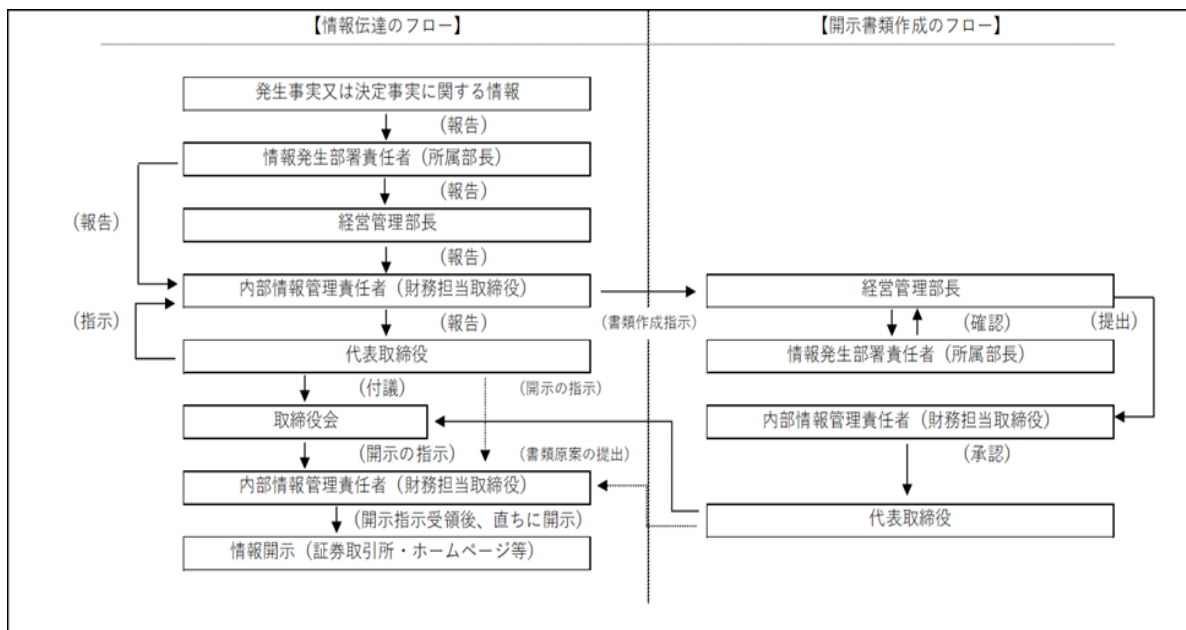 【情報伝達のフロー】
【開示書類作成のフロー】
発生事実又は決定事実に関する情報
(報告)
情報発生部署責任者（所属部長）
(報告)
(報告)
経営管理部長
(報告)
内部情報管理責任者（財務担当取締役）
(指示)
(報告)
代表取締役
(付議)
(開示の指示)
取締役会
(開示の指示)
(書類原案の提出)
内部情報管理責任者（財務担当取締役）
(開示指示受領後、直ちに開示)
情報開示（証券取引所・ホームページ等）
(書類作成指示)
経営管理部長
(確認)
(提出)
情報発生部署責任者（所属部長）
内部情報管理責任者（財務担当取締役）
(承認)
代表取締役